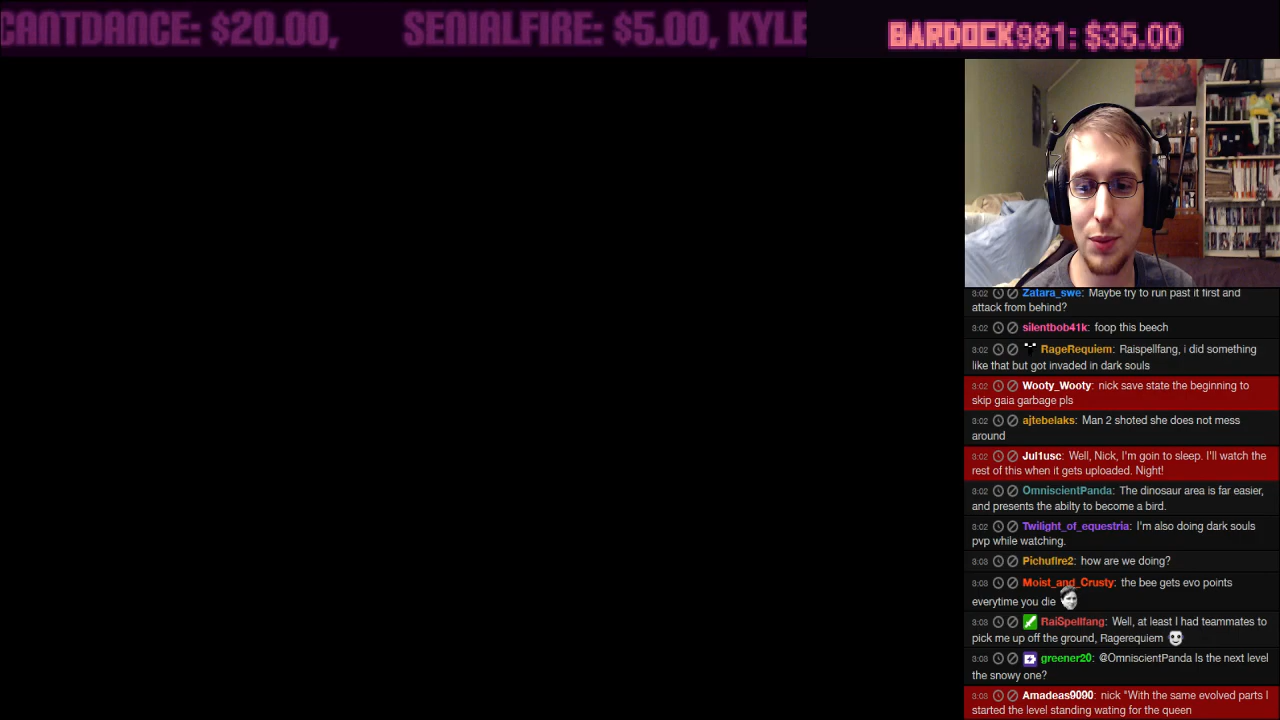 CANTDANCE: $20.00, SENIALFIRE: $5.00, KYLE
BARDOCK981: $35.00
3:02 Zatara_swe: Maybe try to run past it first and
attack from behind?
3:02 silentbob41k: foop this beech
3:02 RageRequiem: Raispellfang, i did something
like that but got invaded in dark souls
3:02 Wooty_Wooty: nick save state the beginning to
skip gaia garbage pls
3:02 ajtebelaks: Man 2 shoted she does not mess
around
3:02 Jul1usc: Well, Nick, I'm goin to sleep. I'll watch the
rest of this when it gets uploaded. Night!
3:02 OmniscientPanda: The dinosaur area is far easier,
and presents the abilty to become a bird.
3:02 Twilight_of_equestria: I'm also doing dark souls
pvp while watching.
3:03 Pichufire2: how are we doing?
3:03 Moist_and_Crusty: the bee gets evo points
everytime you die
3:03 RaiSpellfang: Well, at least I had teammates to
pick me up off the ground, Ragerequiem
3:03 greener20: @OmniscientPanda Is the next level
the snowy one?
3:03 Amadeas9090: nick "With the same evolved parts I
started the level standing wating for the queen